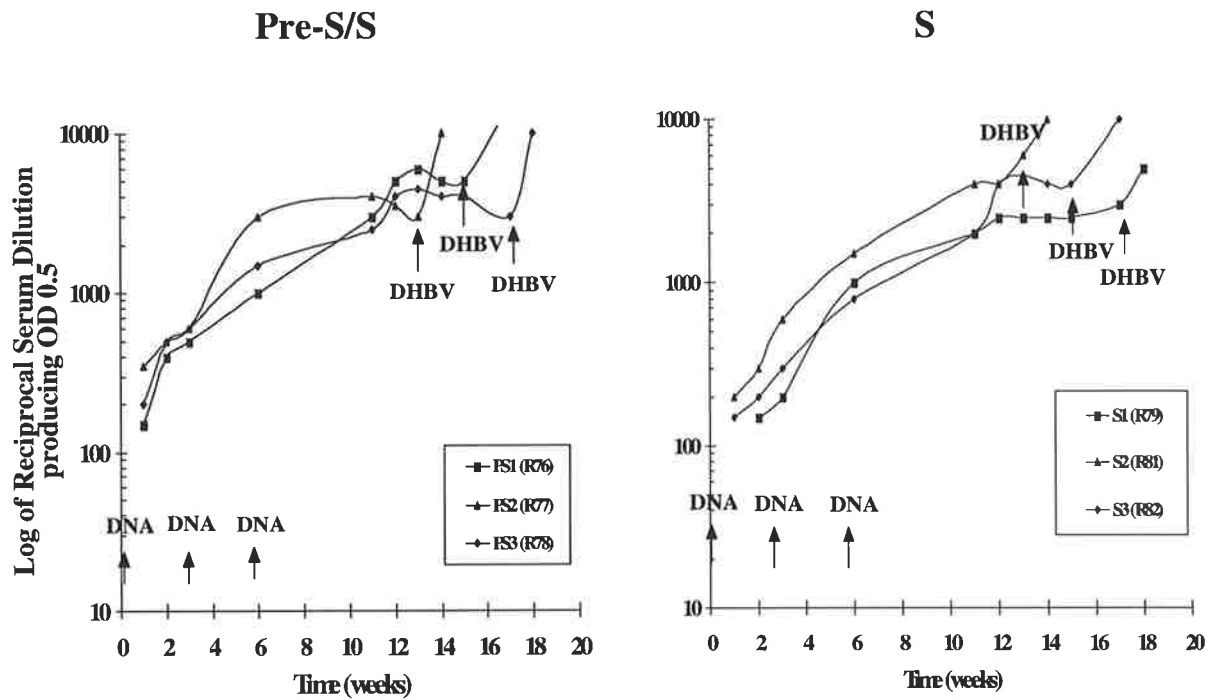 Pre-S/S
S
Log of Reciprocal Serum Dilution
producing OD 0.5
10000
1000
100
10
0 2 4 6 8 10 12 14 16 18 20
Time (weeks)
DNA
DNA
DNA
DHBV
DHBV
DHBV
PS1 (R76)
PS2 (R77)
PS3 (R78)
10000
1000
100
10
0 2 4 6 8 10 12 14 16 18 20
Time (weeks)
DNA
DNA
DNA
DHBV
DHBV
DHBV
S1 (R79)
S2 (R81)
S3 (R82)